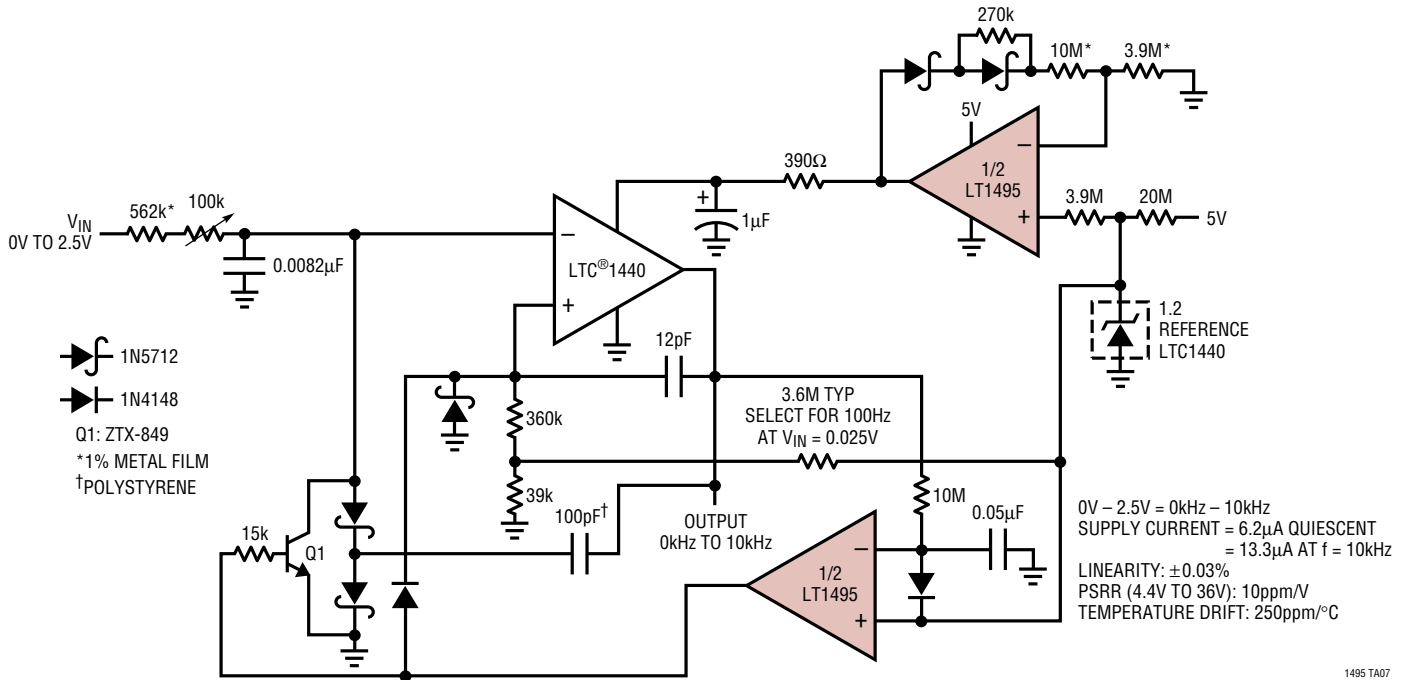 270k
10M*
3.9M*
5V
390Ω
1/2
LT1495
−
+
3.9M
20M
5V
VIN
0V TO 2.5V
562k*
100k
0.0082µF
+
1µF
−
LTC®1440
+
1.2
REFERENCE
LTC1440
12pF
1N5712
1N4148
Q1: ZTX-849
*1% METAL FILM
†POLYSTYRENE
360k
3.6M TYP
SELECT FOR 100Hz
AT VIN = 0.025V
39k
100pF†
OUTPUT
0kHz TO 10kHz
10M
0.05µF
15k
Q1
1/2
LT1495
−
+
0V – 2.5V = 0kHz – 10kHz
SUPPLY CURRENT = 6.2µA QUIESCENT
= 13.3µA AT f = 10kHz
LINEARITY: ±0.03%
PSRR (4.4V TO 36V): 10ppm/V
TEMPERATURE DRIFT: 250ppm/°C
1495 TA07